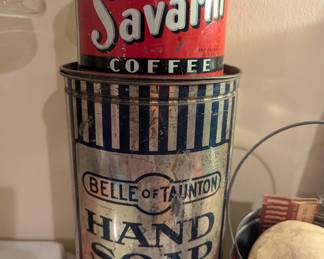 Savarin
COFFEE
BELLE OF TAUNTON
HAND
SOAP